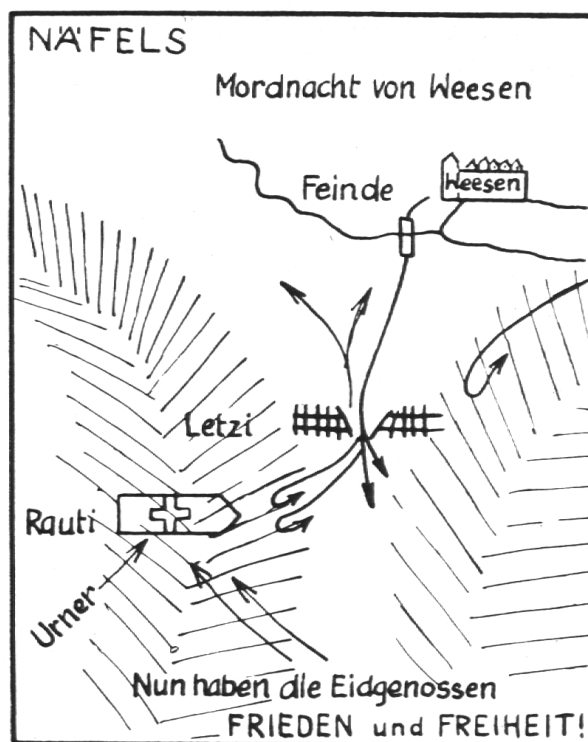 NÄFELS
Mordnacht von Weesen
Feinde
Weesen
Letzi
Rauti
Urner
Nun haben die Eidgenossen
FRIEDEN und FREIHEIT!